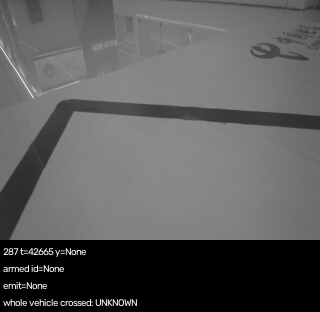 287 t=42665 y=None
armed id=None
emit=None
whole vehicle crossed: UNKNOWN